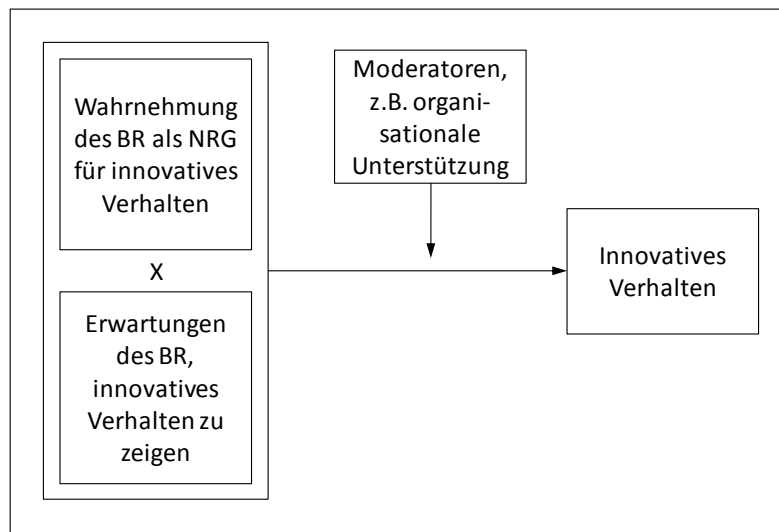 Wahrnehmung
des BR als NRG
für innovatives
Verhalten
X
Erwartungen
des BR,
innovatives
Verhalten zu
zeigen
Moderatoren,
z.B. organi-
sationale
Unterstützung
Innovatives
Verhalten